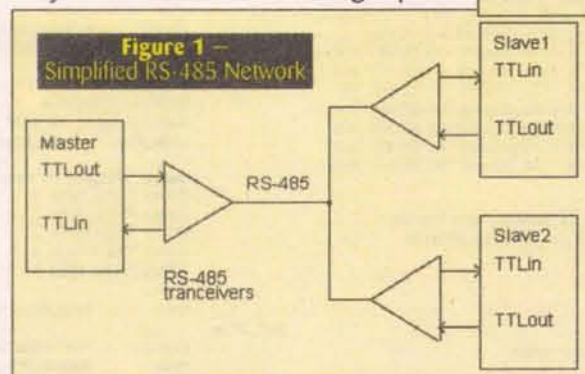 Figure 1 –
Simplified RS-485 Network
Master
TTLout
TTLin
RS-485
RS-485
tranceivers
Slave1
TTLin
TTLout
Slave2
TTLin
TTLout